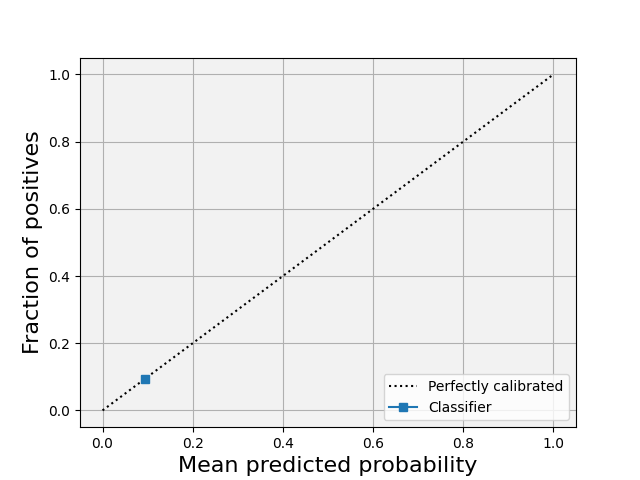 1.0
0.8
0.6
0.4
0.2
0.0
Fraction of positives
Perfectly calibrated
Classifier
0.0 0.2 0.4 0.6 0.8 1.0
Mean predicted probability